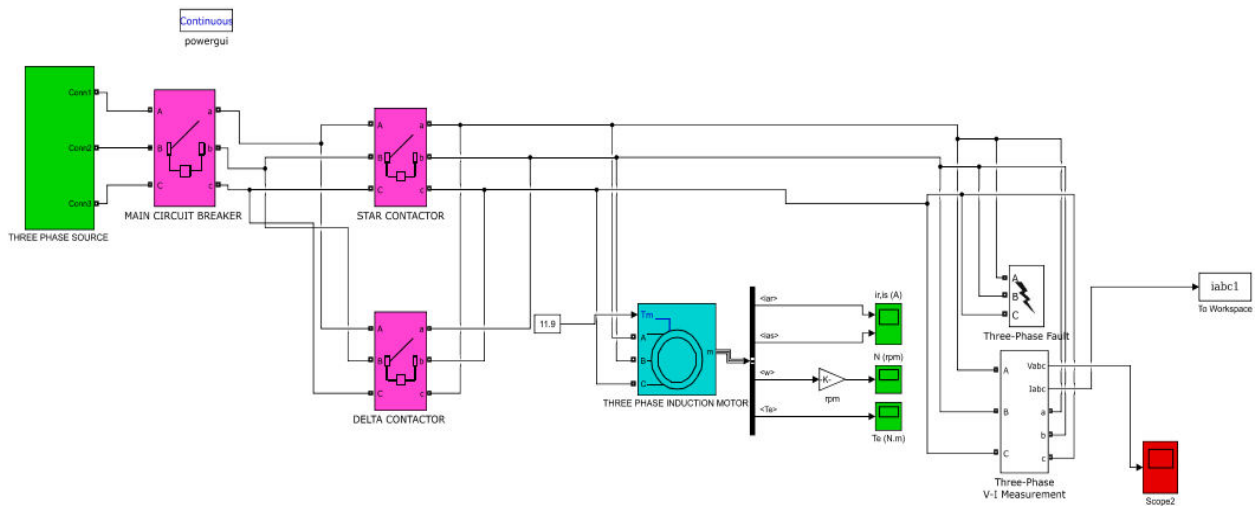 Continuous
powergui
Conn1
Conn2
Conn3
THREE PHASE SOURCE
A
B
C
a
b
c
MAIN CIRCUIT BREAKER
A
B
C
a
b
c
STAR CONTACTOR
A
B
C
a
b
c
DELTA CONTACTOR
11.9
Tm
A
B
C
m
THREE PHASE INDUCTION MOTOR
<iar>
<ias>
<w>
<Te>
-K-
rpm
ir,is (A)
N (rpm)
Te (N.m)
A
B
C
Three-Phase Fault
A
B
C
Vabc
Iabc
a
b
c
Three-Phase
V-I Measurement
iabc1
To Workspace
Scope2